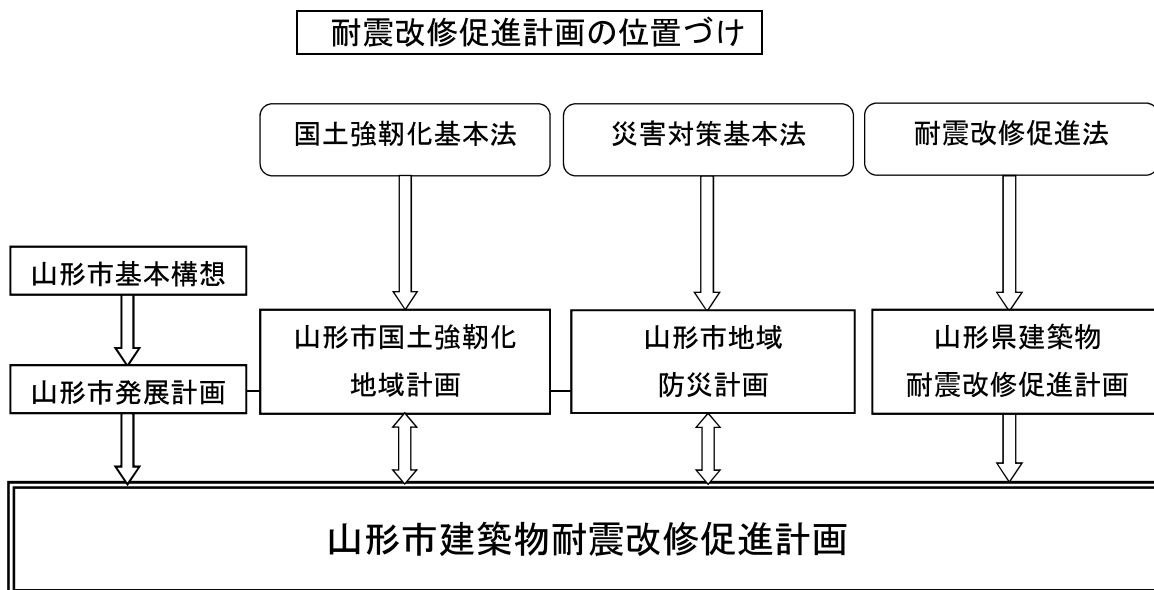 耐震改修促進計画の位置づけ
国土強靭化基本法
災害対策基本法
耐震改修促進法
山形市基本構想
山形市発展計画
山形市国土強靭化
地域計画
山形市地域
防災計画
山形県建築物
耐震改修促進計画
山形市建築物耐震改修促進計画